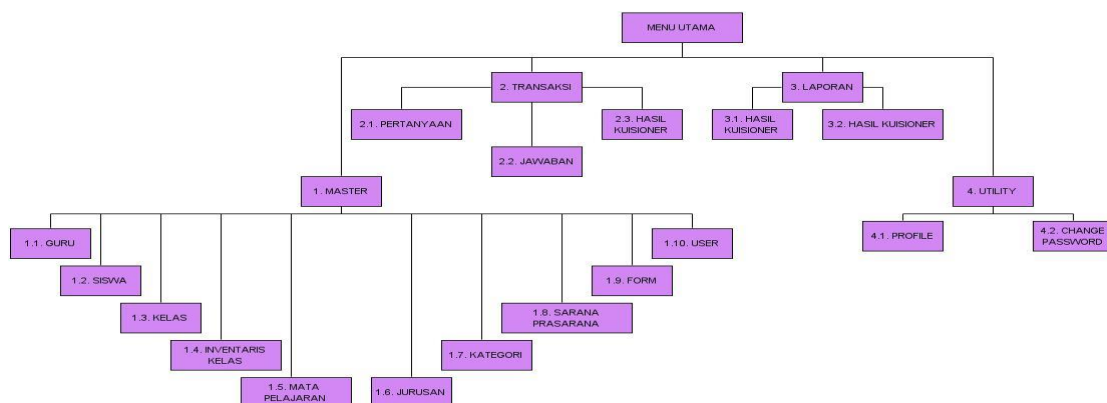 MENU UTAMA
2. TRANSAKSI
3. LAPORAN
2.1. PERTANYAAN
2.3. HASIL
KUISIONER
3.1. HASIL
KUISIONER
3.2. HASIL KUISIONER
2.2. JAWABAN
1. MASTER
4. UTILITY
1.1. GURU
1.10. USER
4.1. PROFILE
4.2. CHANGE
PASSWORD
1.2. SISWA
1.9. FORM
1.3. KELAS
1.8. SARANA
PRASARANA
1.4. INVENTARIS
KELAS
1.7. KATEGORI
1.5. MATA
PELAJARAN
1.6. JURUSAN